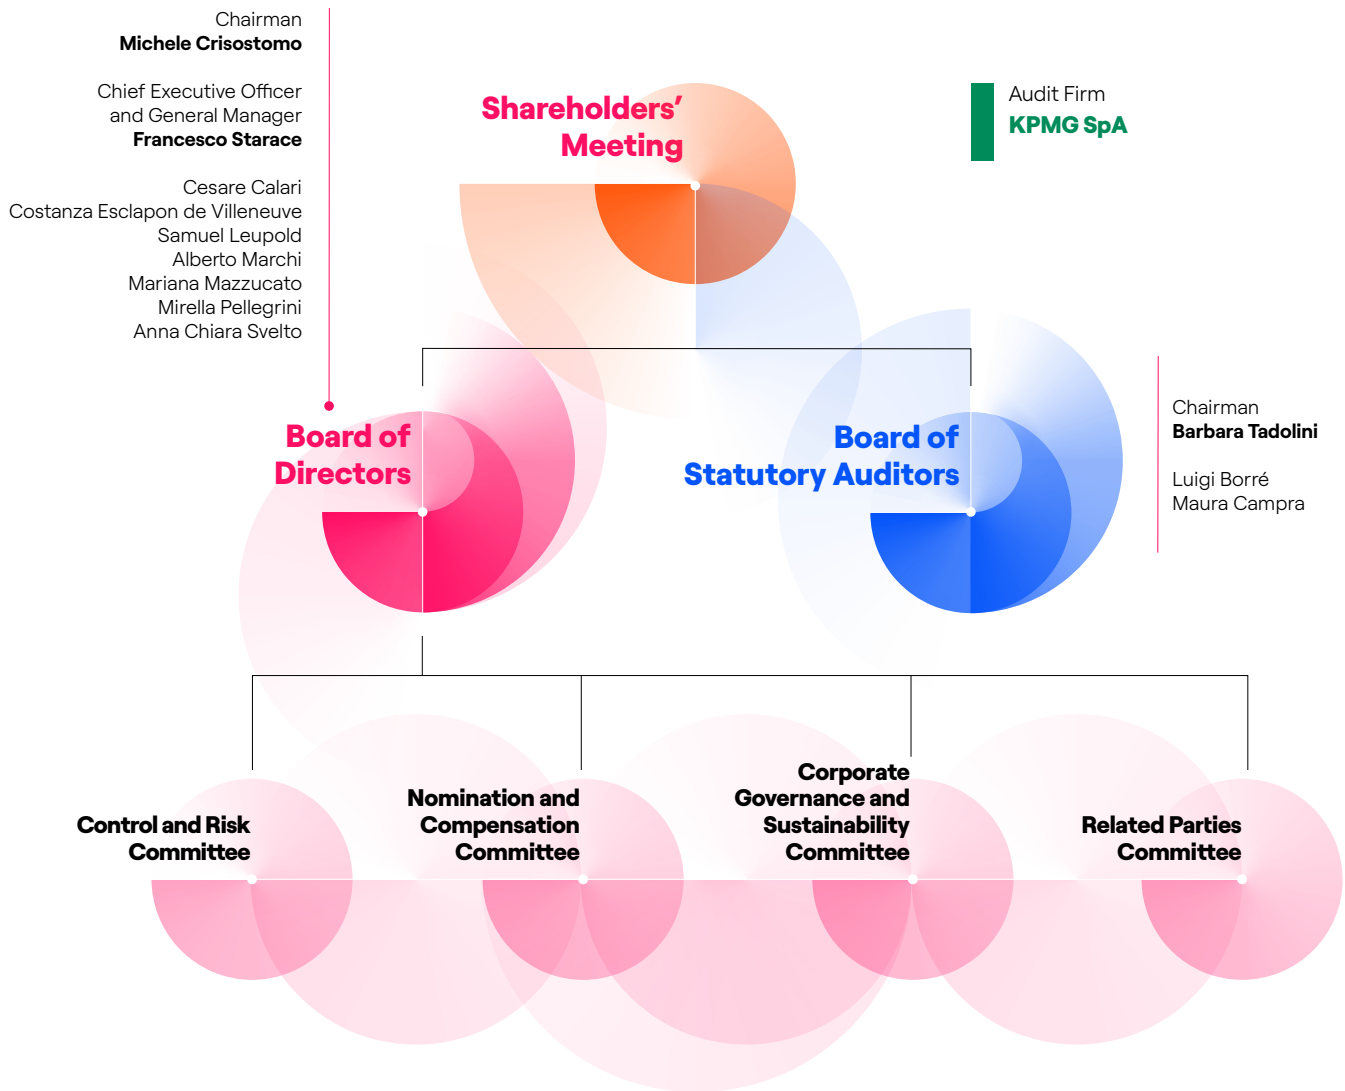 Chairman
Michele Crisostomo
Chief Executive Officer
and General Manager
Francesco Starace
Cesare Calari
Costanza Esclapon de Villeneuve
Samuel Leupold
Alberto Marchi
Mariana Mazzucato
Mirella Pellegrini
Anna Chiara Svelto
Shareholders’
Meeting
Audit Firm
KPMG SpA
Board of
Directors
Board of
Statutory Auditors
Chairman
Barbara Tadolini
Luigi Borré
Maura Campra
Control and Risk
Committee
Nomination and
Compensation
Committee
Corporate
Governance and
Sustainability
Committee
Related Parties
Committee